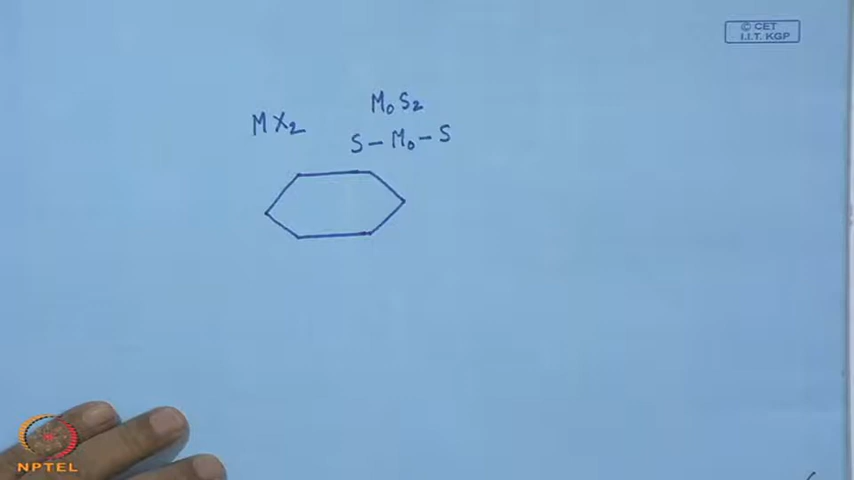 © CET
I.I.T. KGP
MoS2
MX2
S-Mo-S
NPTEL